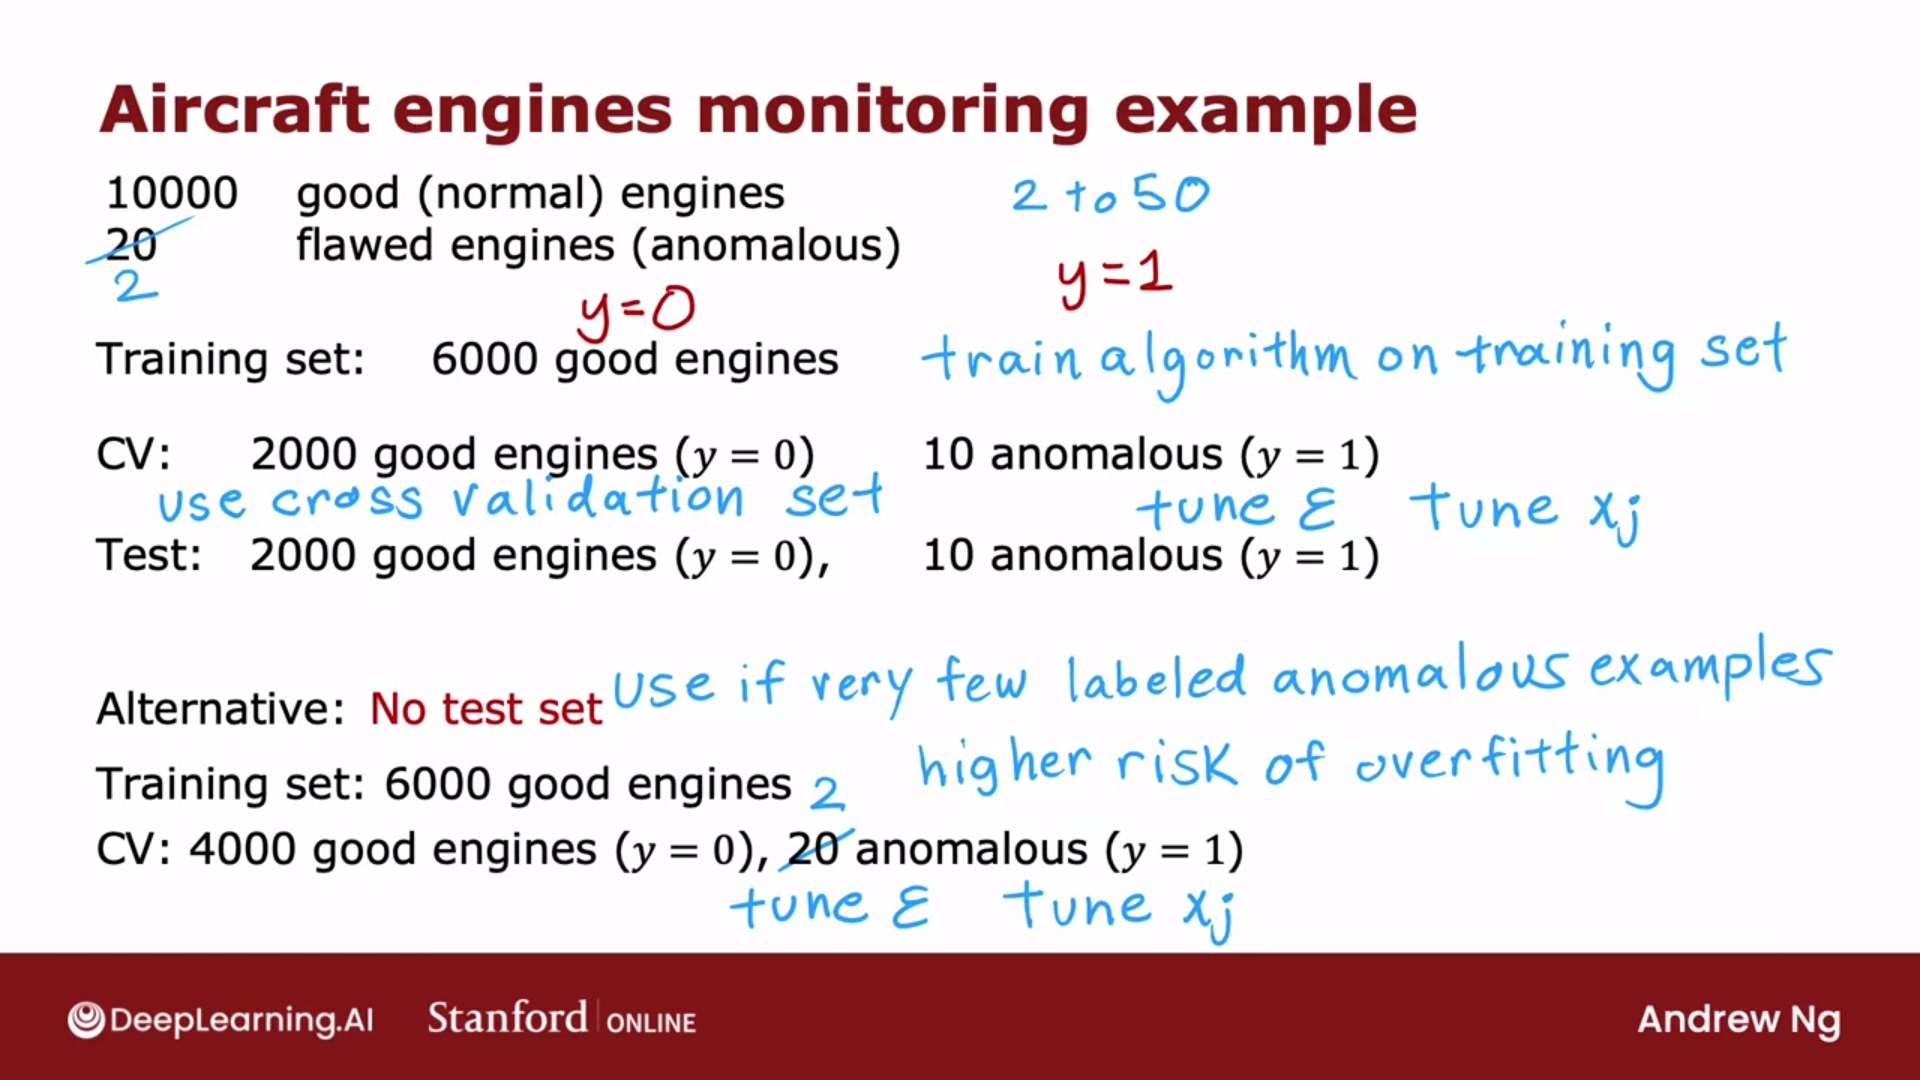 Aircraft engines monitoring example
10000 good (normal) engines 2 to 50
20 flawed engines (anomalous)
2 y=0 y=1
Training set: 6000 good engines train algorithm on training set
CV: 2000 good engines (y = 0) 10 anomalous (y = 1)
use cross validation set tune ε tune xj
Test: 2000 good engines (y = 0), 10 anomalous (y = 1)
Alternative: No test set use if very few labeled anomalous examples
higher risk of overfitting
Training set: 6000 good engines 2
CV: 4000 good engines (y = 0), 20 anomalous (y = 1)
tune ε tune xj
DeepLearning.AI Stanford ONLINE Andrew Ng